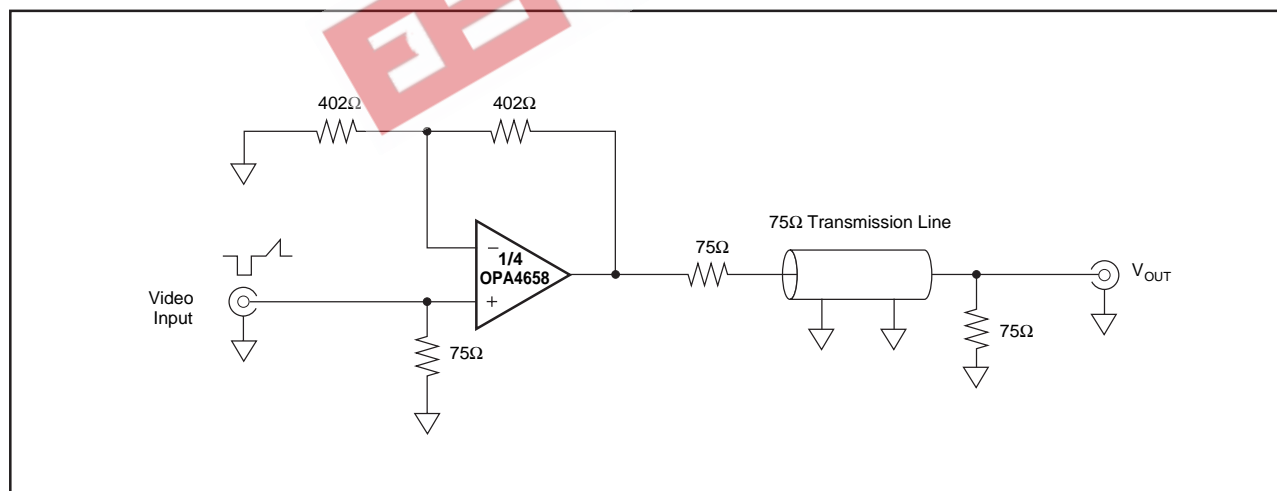 402Ω
402Ω
75Ω Transmission Line
75Ω
−
1/4
OPA4658
+
Video
Input
V_OUT
75Ω
75Ω